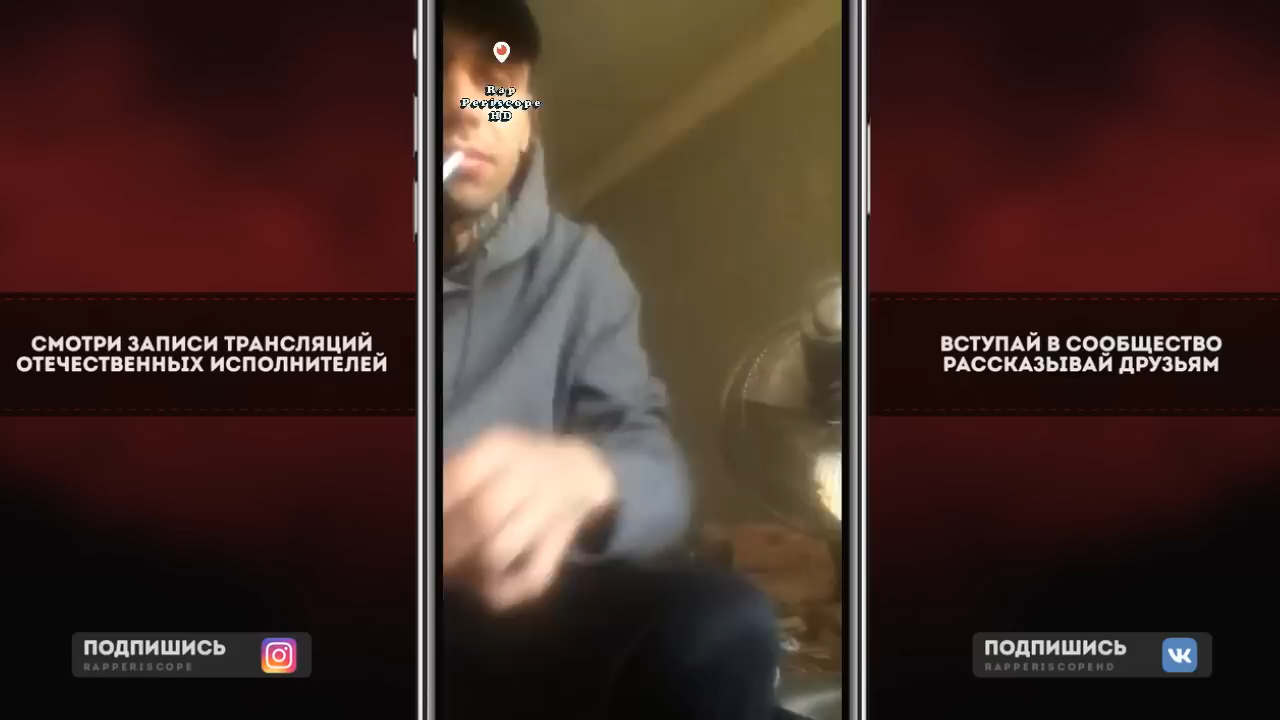 Rap
Periscope
HD
СМОТРИ ЗАПИСИ ТРАНСЛЯЦИЙ
ОТЕЧЕСТВЕННЫХ ИСПОЛНИТЕЛЕЙ
ВСТУПАЙ В СООБЩЕСТВО
РАССКАЗЫВАЙ ДРУЗЬЯМ
ПОДПИШИСЬ
RAPPERISCOPE
ПОДПИШИСЬ
RAPPERISCOPEHD